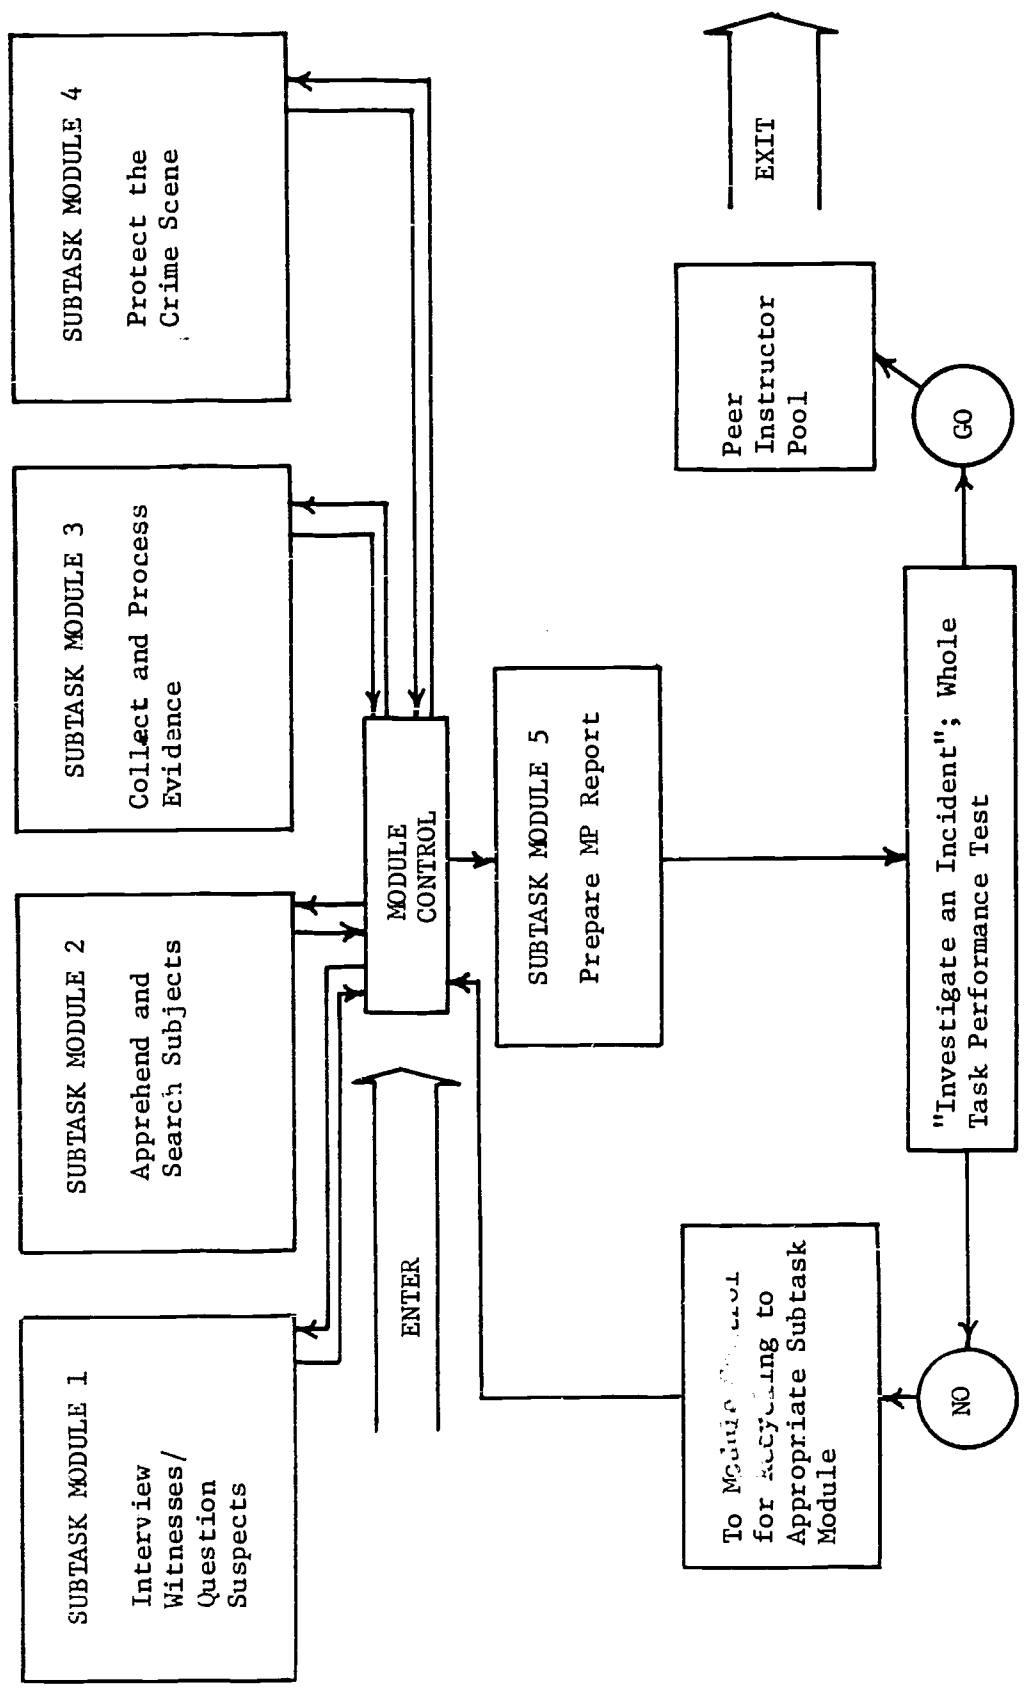 SUBTASK MODULE 1
Interview
Witnesses/
Question
Suspects
SUBTASK MODULE 2
Apprehend and
Search Subjects
SUBTASK MODULE 3
Collect and Process
Evidence
SUBTASK MODULE 4
Protect the
Crime Scene
ENTER
MODULE
CONTROL
SUBTASK MODULE 5
Prepare MP Report
EXIT
To
for to
Appropriate Subtask
Module
Peer
Instructor
Pool
NO
"Investigate an Incident"; Whole
Task Performance Test
GO